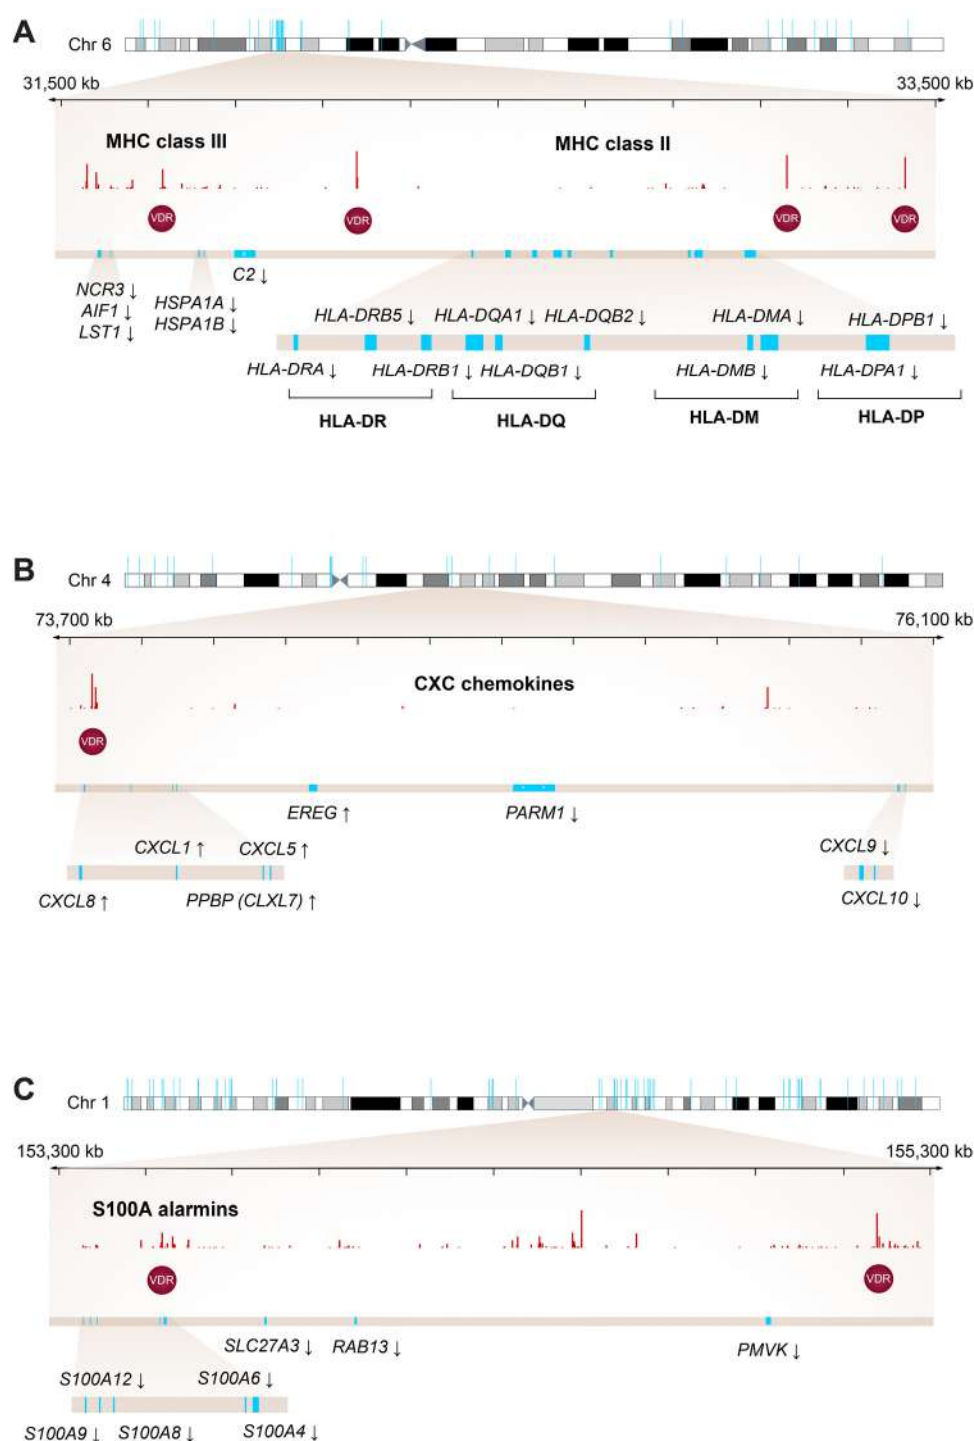 A
Chr 6
31,500 kb 33,500 kb
MHC class III MHC class II
VDR VDR VDR VDR
C2 ↓
NCR3 ↓ HSPA1A ↓
AIF1 ↓ HSPA1B ↓
LST1 ↓
HLA-DRB5 ↓ HLA-DQA1 ↓ HLA-DQB2 ↓ HLA-DMA ↓ HLA-DPB1 ↓
HLA-DRA ↓ HLA-DRB1 ↓ HLA-DQB1 ↓ HLA-DMB ↓ HLA-DPA1 ↓
HLA-DR HLA-DQ HLA-DM HLA-DP
B
Chr 4
73,700 kb 76,100 kb
CXC chemokines
VDR
EREG ↑ PARM1 ↓
CXCL1 ↑ CXCL5 ↑ CXCL9 ↓
CXCL8 ↑ PPBP (CLXL7) ↑ CXCL10 ↓
C
Chr 1
153,300 kb 155,300 kb
S100A alarmins
VDR VDR
SLC27A3 ↓ RAB13 ↓ PMVK ↓
S100A12 ↓ S100A6 ↓
S100A9 ↓ S100A8 ↓ S100A4 ↓